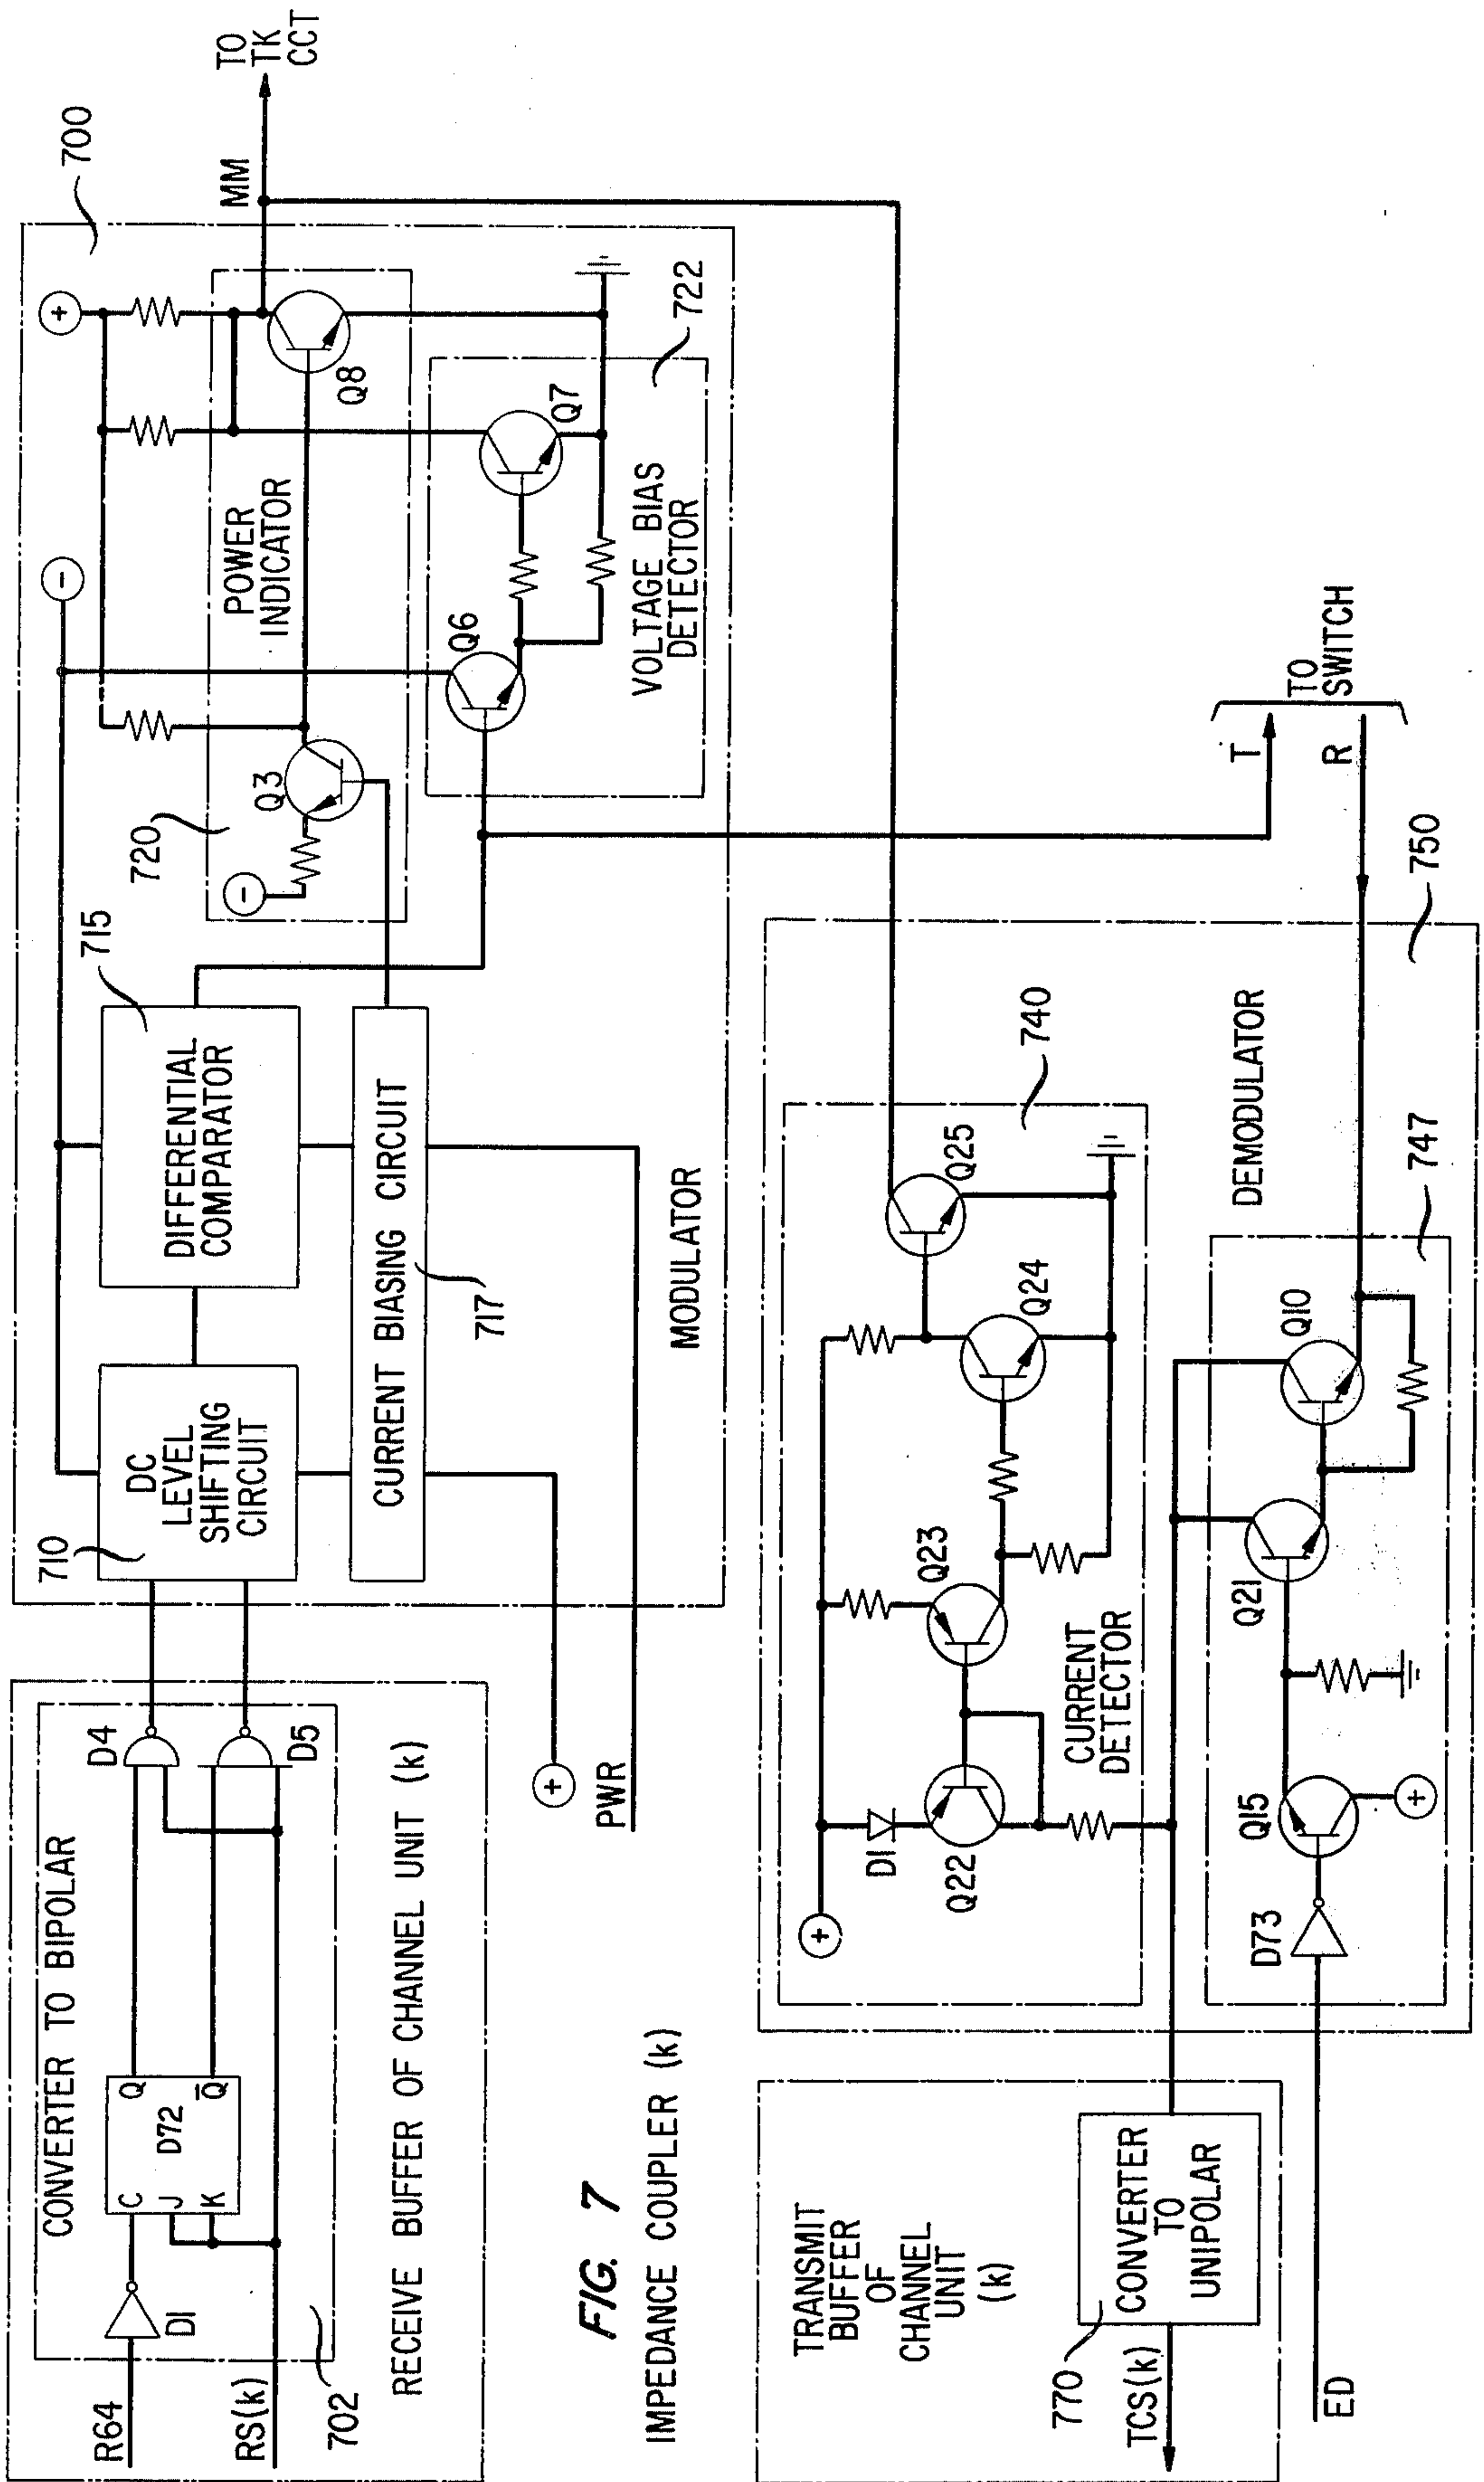 CONVERTER TO BIPOLAR
R64
D1
C
J
K
D72
Q
Q̅
D4
D5
RS(k)
702
RECEIVE BUFFER OF CHANNEL UNIT (k)
710
DC
LEVEL
SHIFTING
CIRCUIT
715
DIFFERENTIAL
COMPARATOR
CURRENT BIASING CIRCUIT
717
MODULATOR
+
PWR
720
-
Q3
POWER
INDICATOR
-
+
Q8
Q6
Q7
VOLTAGE BIAS
DETECTOR
722
700
MM
TO
TK
CCT
FIG. 7
IMPEDANCE COUPLER (k)
TRANSMIT
BUFFER
OF
CHANNEL
UNIT
(k)
770
CONVERTER
TO
UNIPOLAR
TCS(k)
ED
+
D1
Q22
Q23
Q24
Q25
CURRENT
DETECTOR
740
DEMODULATOR
D73
Q15
+
Q21
Q10
747
750
T
R
TO
SWITCH